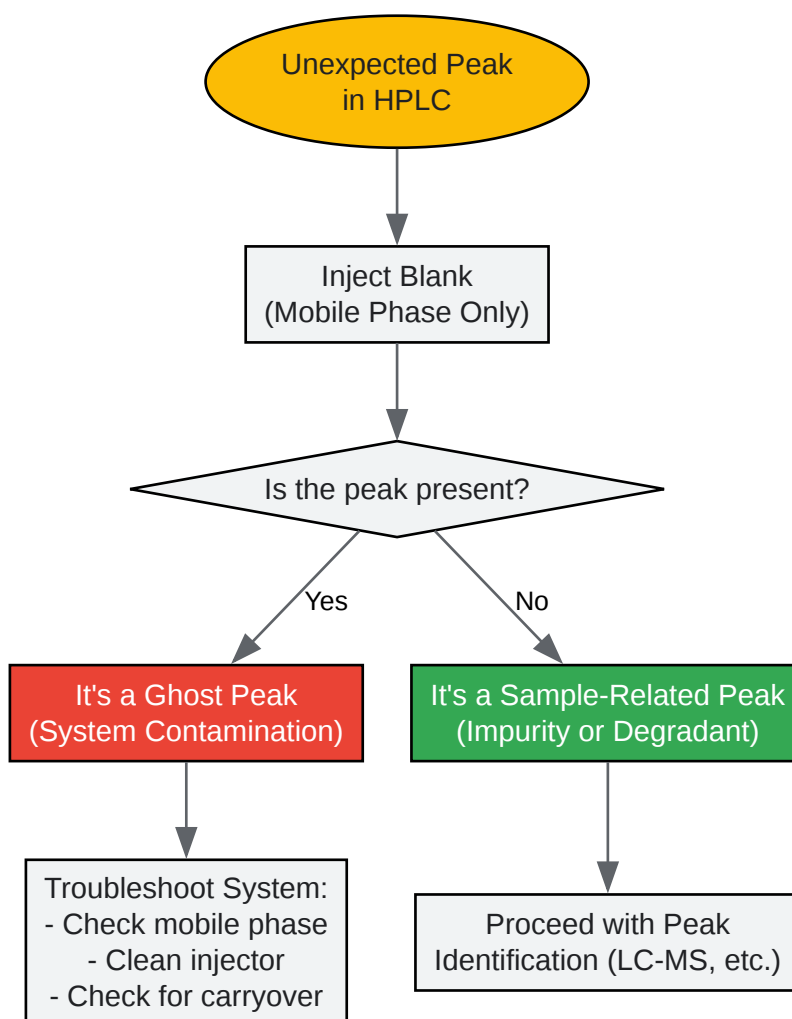 Unexpected Peak
in HPLC
Inject Blank
(Mobile Phase Only)
Is the peak present?
Yes
No
It's a Ghost Peak
(System Contamination)
It's a Sample-Related Peak
(Impurity or Degradant)
Troubleshoot System:
- Check mobile phase
- Clean injector
- Check for carryover
Proceed with Peak
Identification (LC-MS, etc.)